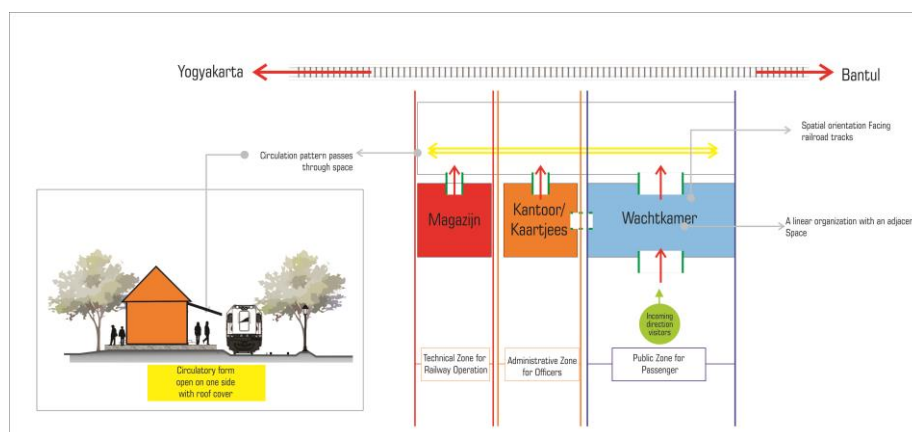 Yogyakarta
Bantul
Spatial orientation Facing
railroad tracks
Circulation pattern passes
through space
Magazijn
Kantoor/
Kaartjees
Wachtkamer
A linear organization with an adjacen
Space
Incoming
direction
visitors
Technical Zone for
Railway Operation
Administrative Zone
for Officers
Public Zone for
Passenger
Circulatory form
open on one side
with roof cover